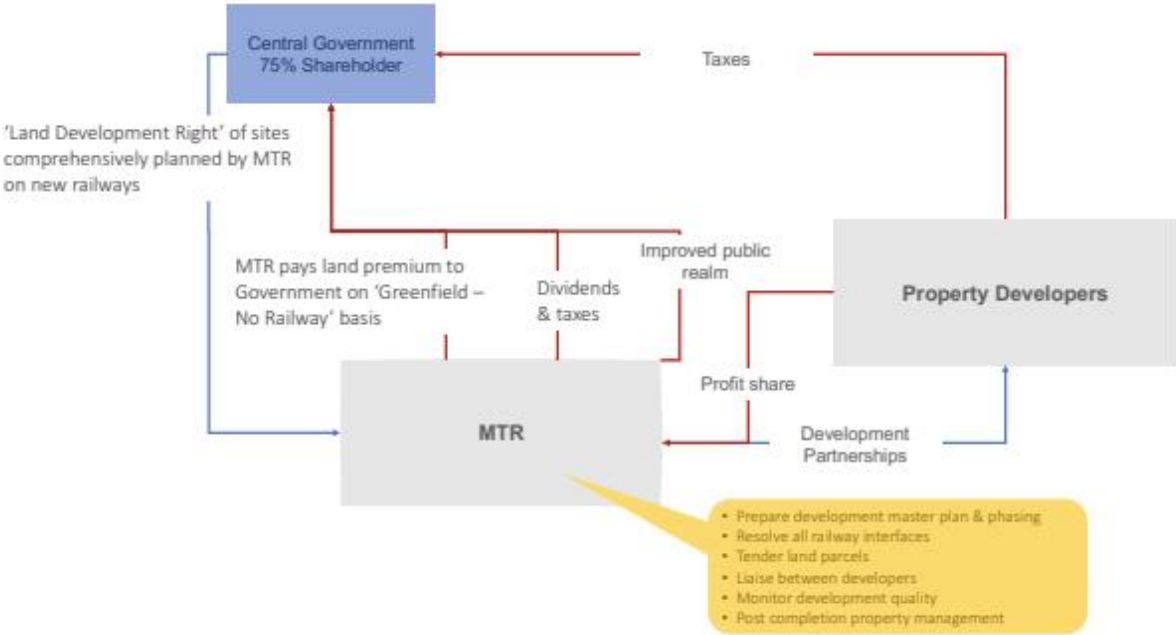 Central Government
75% Shareholder
Taxes
‘Land Development Right’ of sites
comprehensively planned by MTR
on new railways
MTR pays land premium to
Government on ‘Greenfield –
No Railway’ basis
Dividends
& taxes
Improved public
realm
Property Developers
Profit share
MTR
Development
Partnerships
• Prepare development master plan & phasing
• Resolve all railway interfaces
• Tender land parcels
• Liaise between developers
• Monitor development quality
• Post completion property management